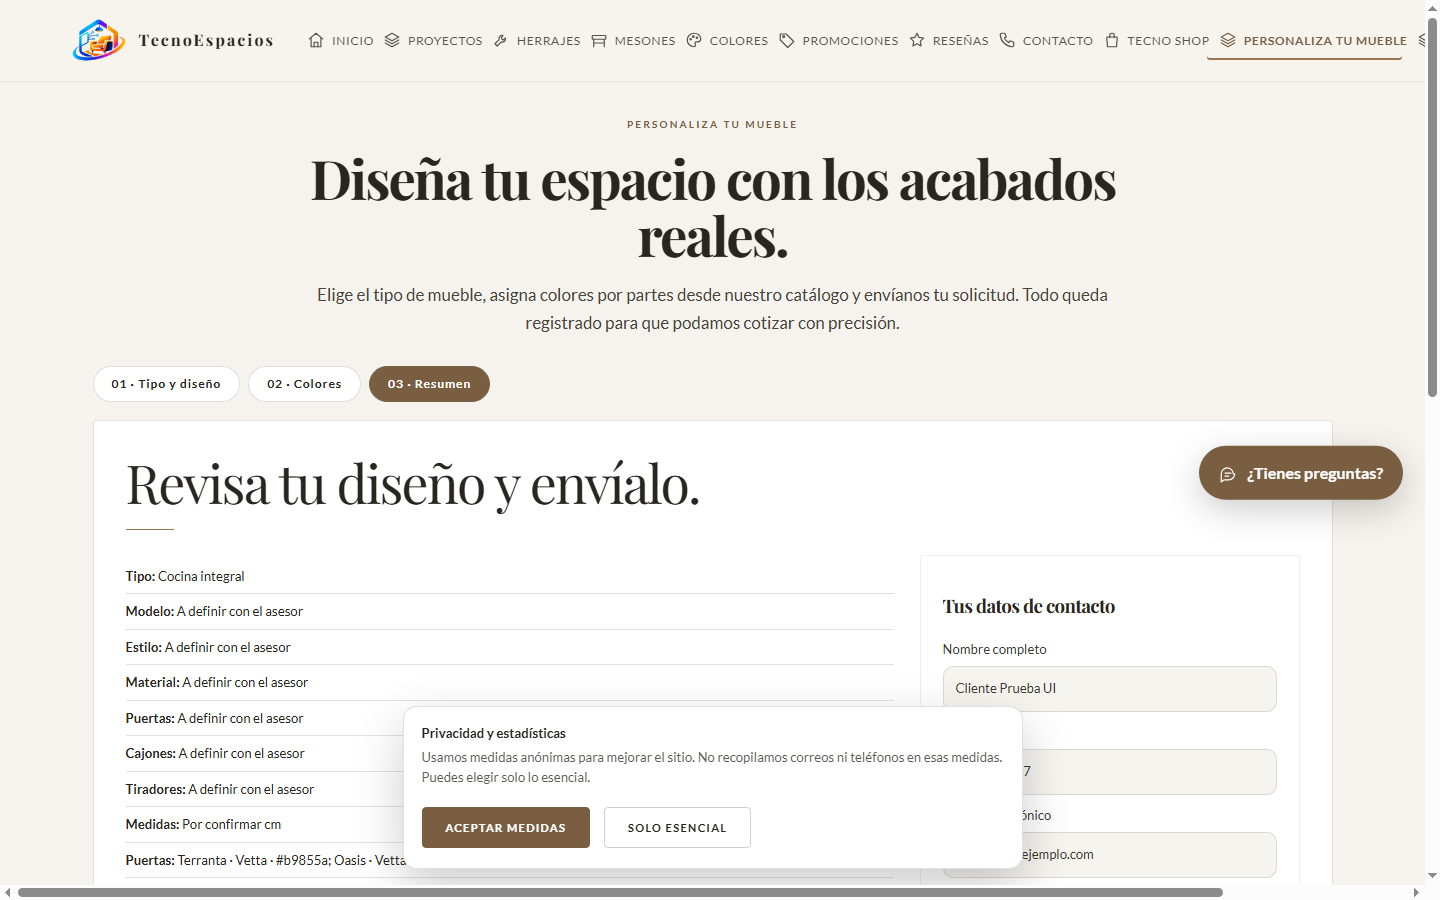 TecnoEspacios
INICIO
PROYECTOS
HERRAJES
MESONES
COLORES
PROMOCIONES
RESEÑAS
CONTACTO
TECNO SHOP
PERSONALIZA TU MUEBLE
PERSONALIZA TU MUEBLE
Diseña tu espacio con los acabados
reales.
Elige el tipo de mueble, asigna colores por partes desde nuestro catálogo y envíanos tu solicitud. Todo queda
registrado para que podamos cotizar con precisión.
01 · Tipo y diseño
02 · Colores
03 · Resumen
¿Tienes preguntas?
Revisa tu diseño y envíalo.
Tipo: Cocina integral
Modelo: A definir con el asesor
Estilo: A definir con el asesor
Material: A definir con el asesor
Puertas: A definir con el asesor
Cajones: A definir con el asesor
Tiradores: A definir con el asesor
Medidas: Por confirmar cm
Puertas: Terranta · Vetta · #b9855a; Oasis · Vetta
Tus datos de contacto
Nombre completo
Cliente Prueba UI
7
ónico
ejemplo.com
Privacidad y estadísticas
Usamos medidas anónimas para mejorar el sitio. No recopilamos correos ni teléfonos en esas medidas.
Puedes elegir solo lo esencial.
ACEPTAR MEDIDAS
SOLO ESENCIAL